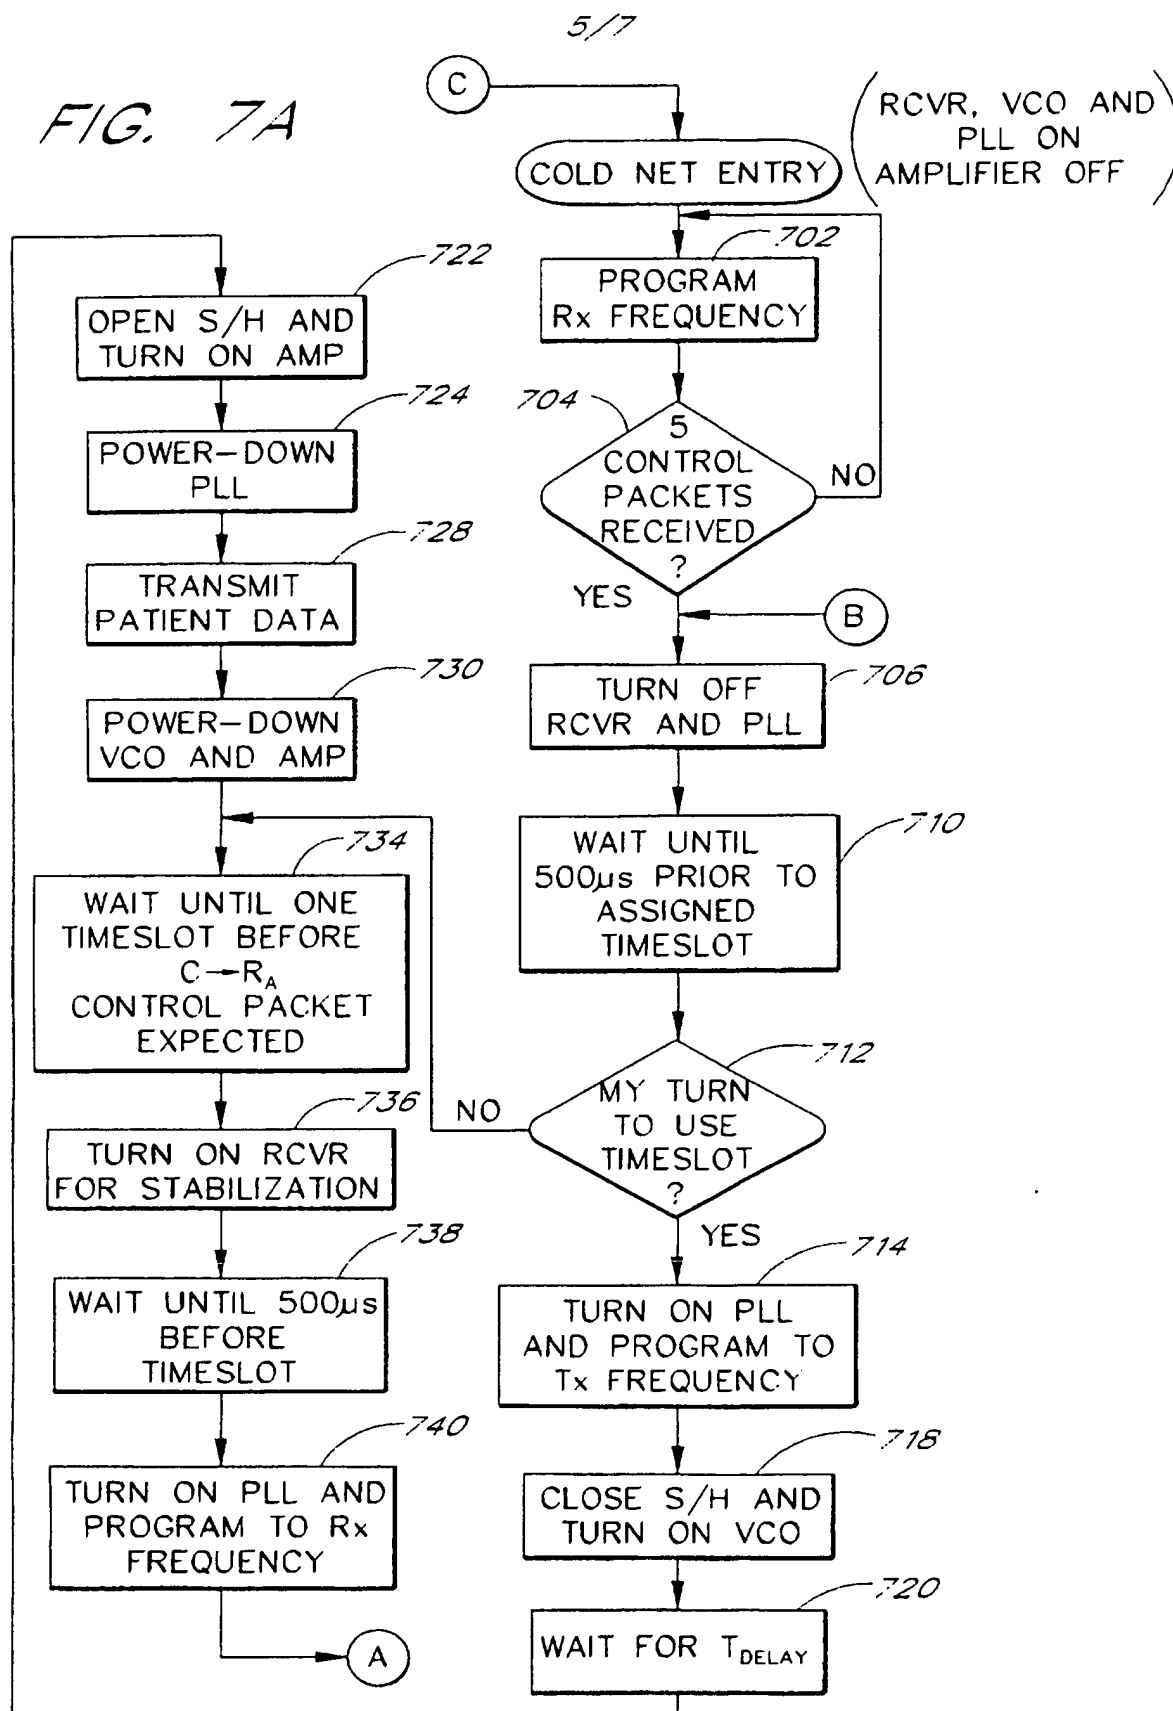 5/7
FIG. 7A
C
COLD NET ENTRY
RCVR, VCO AND
PLL ON
AMPLIFIER OFF
702
PROGRAM
Rx FREQUENCY
704
5
CONTROL
PACKETS
RECEIVED
?
NO
YES
B
706
TURN OFF
RCVR AND PLL
710
WAIT UNTIL
500µs PRIOR TO
ASSIGNED
TIMESLOT
712
MY TURN
TO USE
TIMESLOT
?
NO
YES
714
TURN ON PLL
AND PROGRAM TO
Tx FREQUENCY
718
CLOSE S/H AND
TURN ON VCO
720
WAIT FOR TDELAY
722
OPEN S/H AND
TURN ON AMP
724
POWER-DOWN
PLL
728
TRANSMIT
PATIENT DATA
730
POWER-DOWN
VCO AND AMP
734
WAIT UNTIL ONE
TIMESLOT BEFORE
C→RA
CONTROL PACKET
EXPECTED
736
TURN ON RCVR
FOR STABILIZATION
738
WAIT UNTIL 500µs
BEFORE
TIMESLOT
740
TURN ON PLL AND
PROGRAM TO Rx
FREQUENCY
A